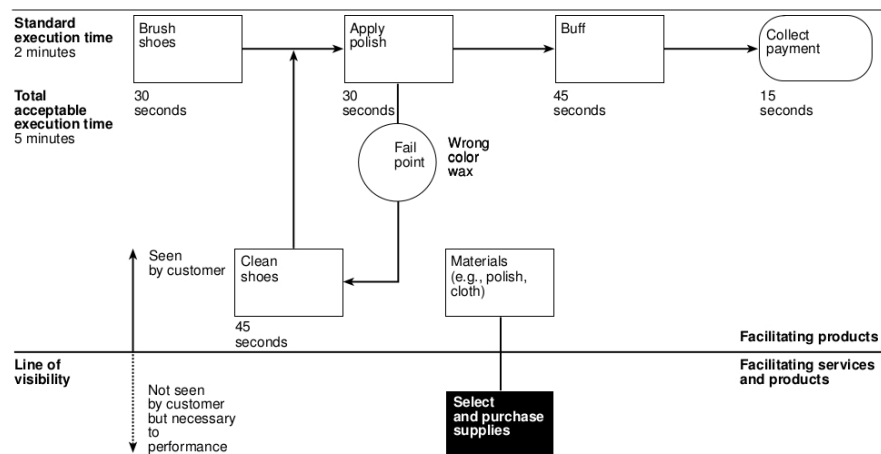 Standard
execution time
2 minutes
Total
acceptable
execution time
5 minutes
Brush
shoes
30
seconds
Apply
polish
30
seconds
Buff
45
seconds
Collect
payment
15
seconds
Fail
point
Wrong
color
wax
Seen
by customer
Clean
shoes
45
seconds
Materials
(e.g., polish,
cloth)
Facilitating products
Line of
visibility
Facilitating services
and products
Not seen
by customer
but necessary
to
performance
Select
and purchase
supplies